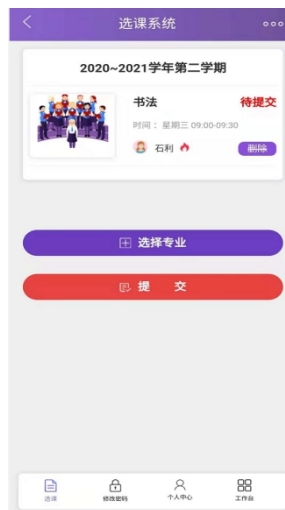 选课系统
2020~2021学年第二学期
书法 待提交
时间：星期三 09:00-09:30
石利 删除
选择专业
提 交
选课 修改密码 个人中心 工作台